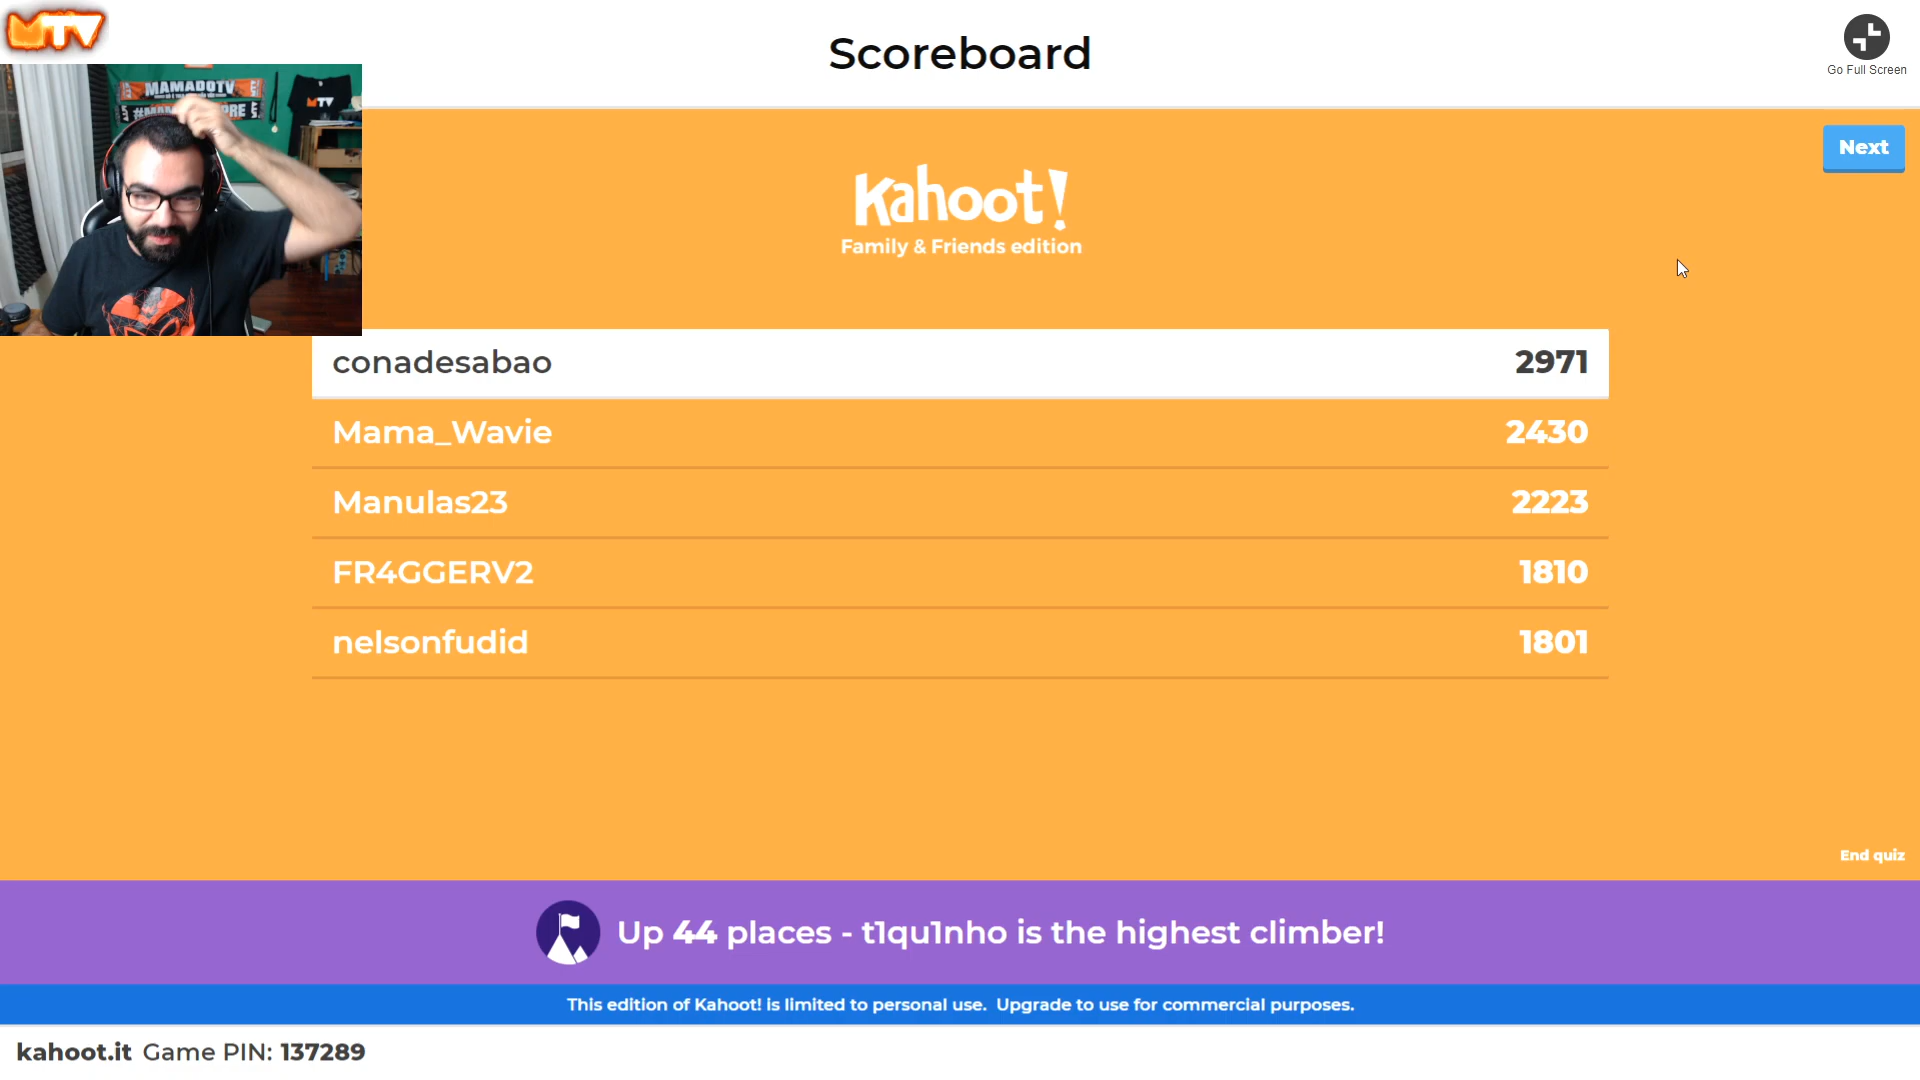 MTV
Scoreboard
Go Full Screen
MAMADOTV
MTV
Next
Kahoot!
Family & Friends edition
conadesabao 2971
Mama_Wavie 2430
Manulas23 2223
FR4GGERV2 1810
nelsonfudid 1801
End quiz
Up 44 places - t1qu1nho is the highest climber!
This edition of Kahoot! is limited to personal use. Upgrade to use for commercial purposes.
kahoot.it Game PIN: 137289